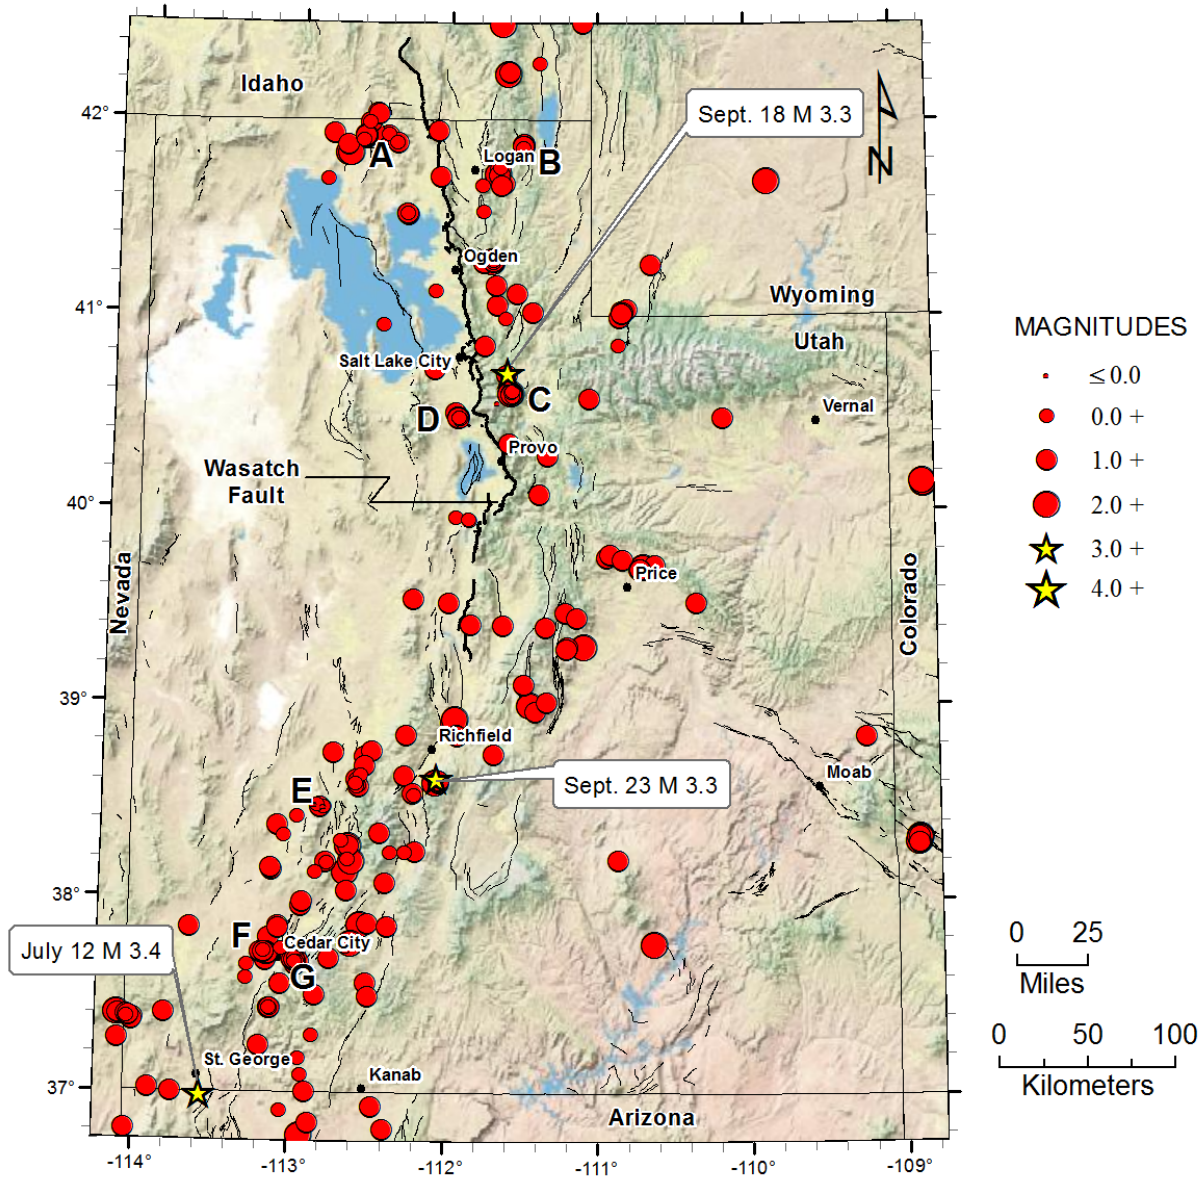 -114°
-113°
-112°
-111°
-110°
-109°
42°
41°
40°
39°
38°
37°
Idaho
Sept. 18 M 3.3
N
A
Logan
B
Ogden
Wyoming
Utah
Salt Lake City
C
D
Vernal
Provo
Wasatch
Fault
Nevada
Price
Colorado
Richfield
Sept. 23 M 3.3
Moab
E
F
Cedar City
July 12 M 3.4
G
St. George
Kanab
Arizona
MAGNITUDES
≤ 0.0
0.0 +
1.0 +
2.0 +
3.0 +
4.0 +
0 25
Miles
0 50 100
Kilometers